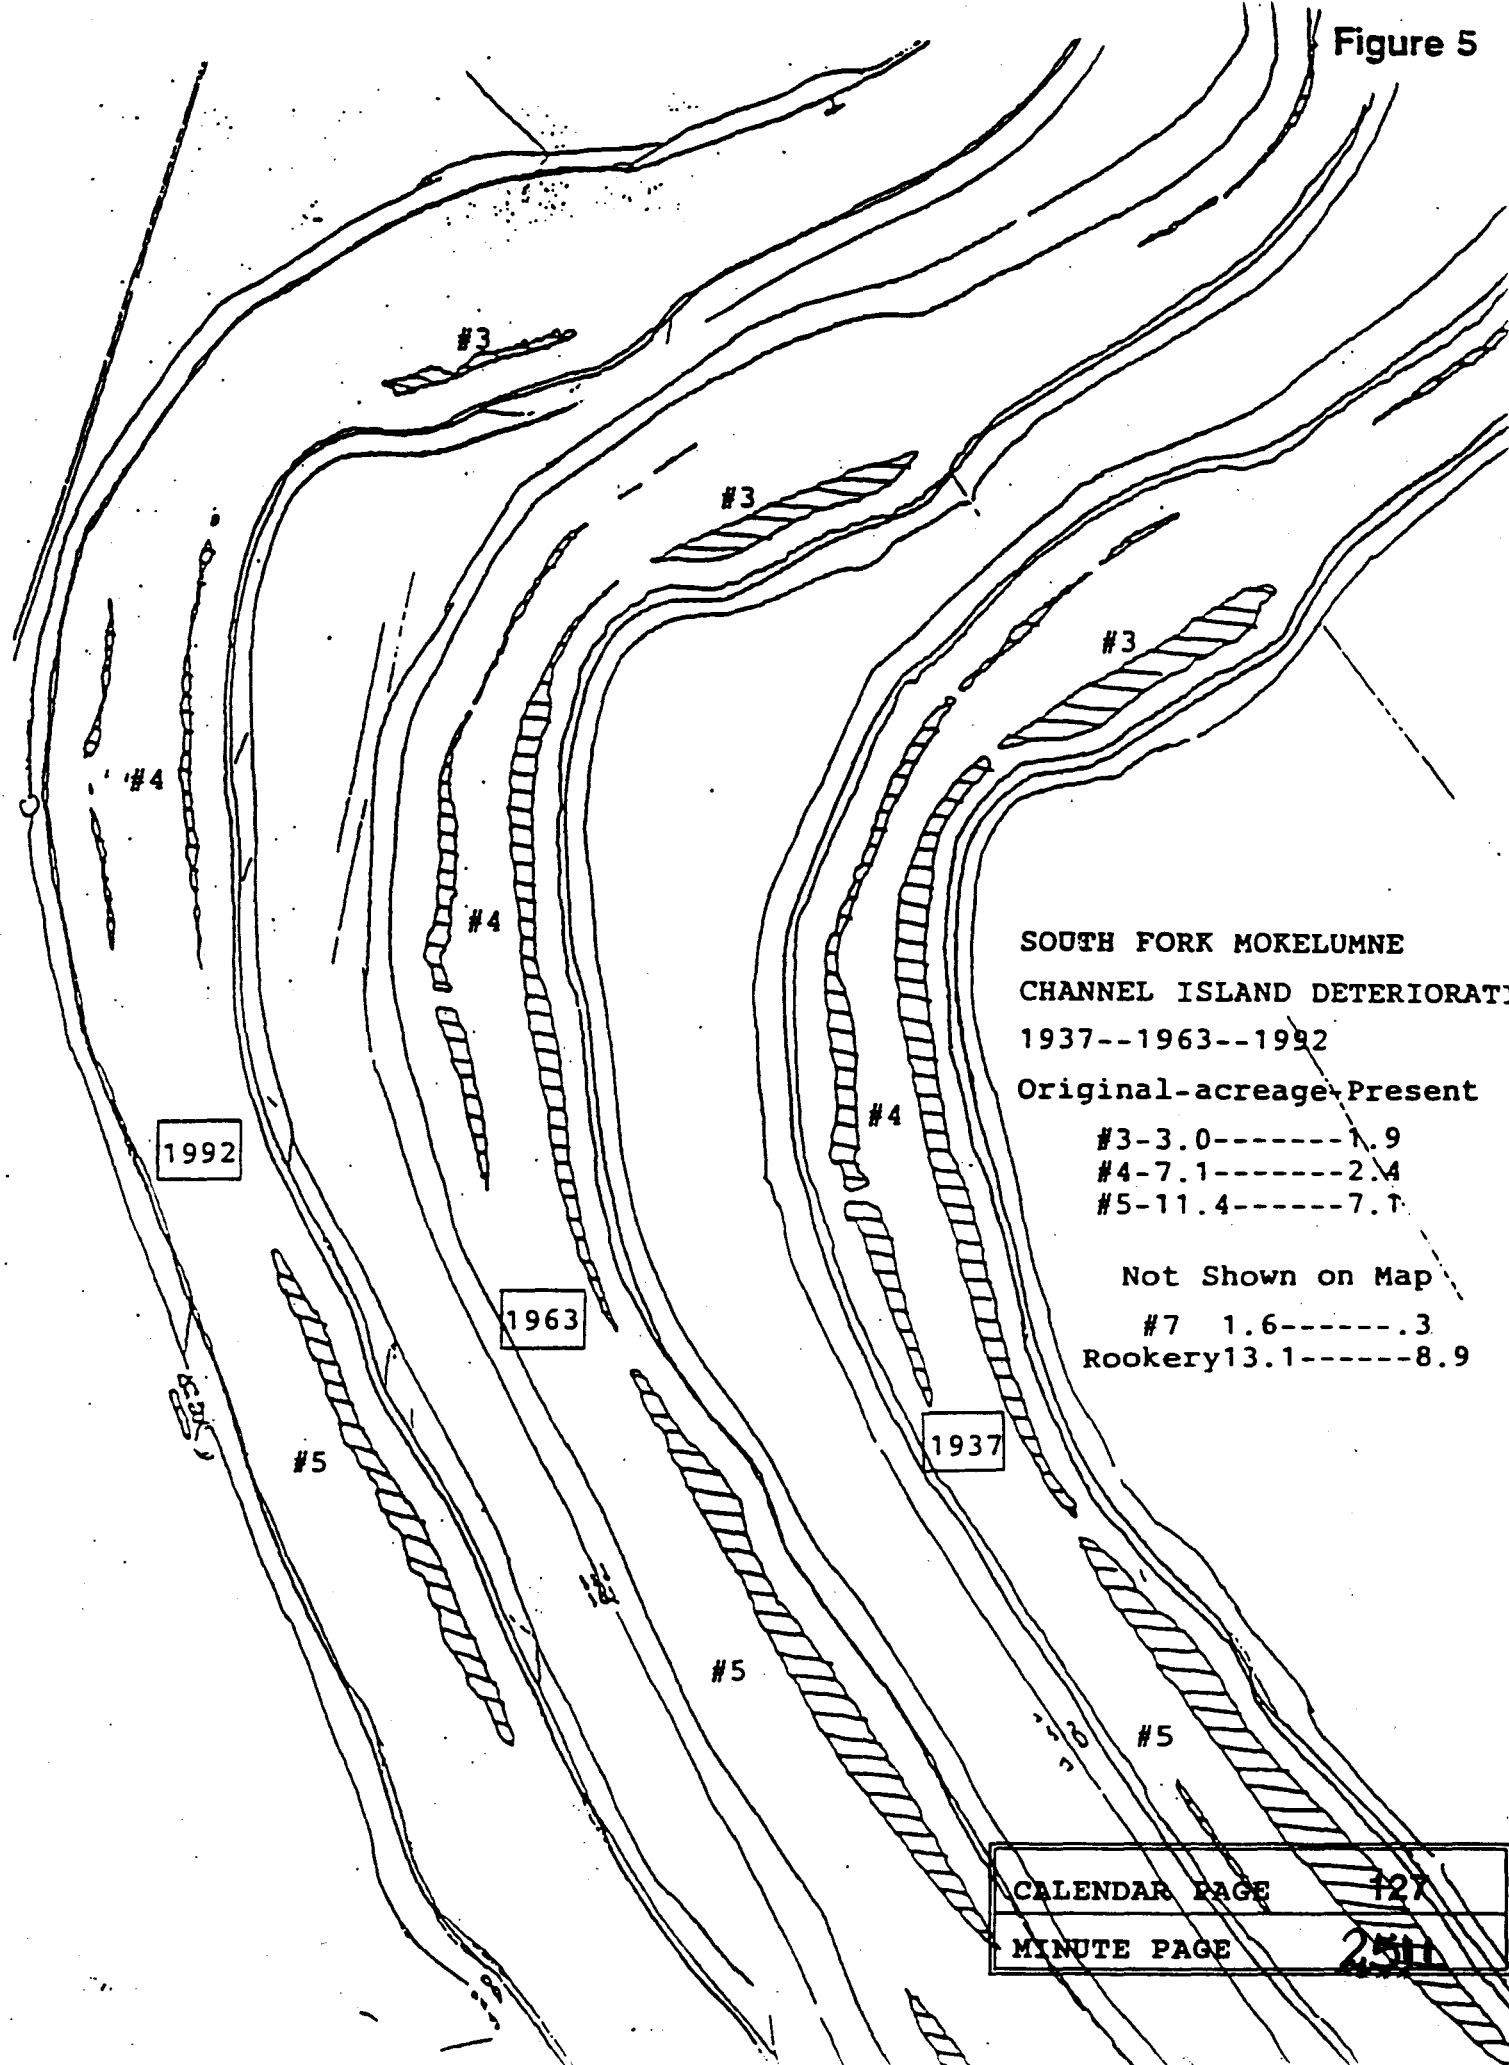 Figure 5
#3
#3
#3
#4
#4
#4
SOUTH FORK MOKELUMNE
CHANNEL ISLAND DETERIORATI
1937--1963--1992
Original-acreage-Present
#3-3.0-------1.9
#4-7.1-------2.4
#5-11.4------7.1
Not Shown on Map
#7 1.6------.3
Rookery13.1------8.9
1992
1963
1937
#5
#5
#5
CALENDAR PAGE 127
MINUTE PAGE